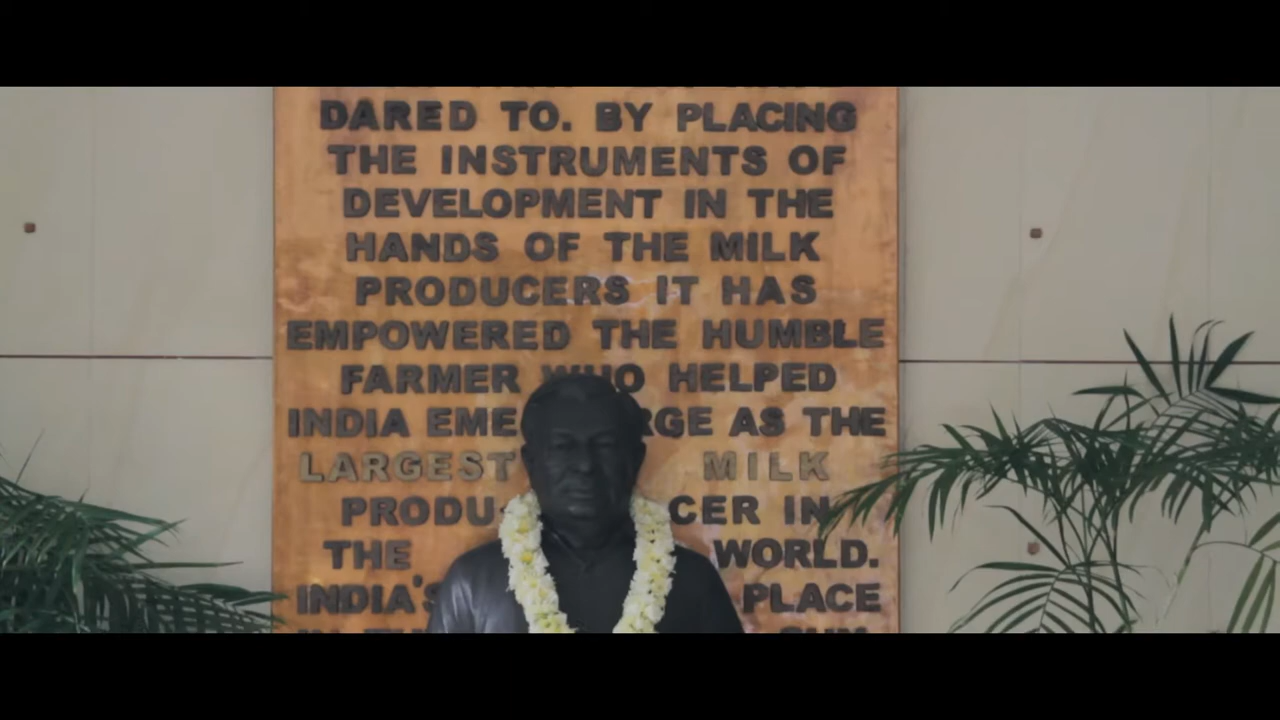 DARED TO. BY PLACING
THE INSTRUMENTS OF
DEVELOPMENT IN THE
HANDS OF THE MILK
PRODUCERS IT HAS
EMPOWERED THE HUMBLE
FARMER WHO HELPED
INDIA EME RGE AS THE
LARGEST MILK
PRODU- CER IN
THE WORLD.
INDIA'S PLACE